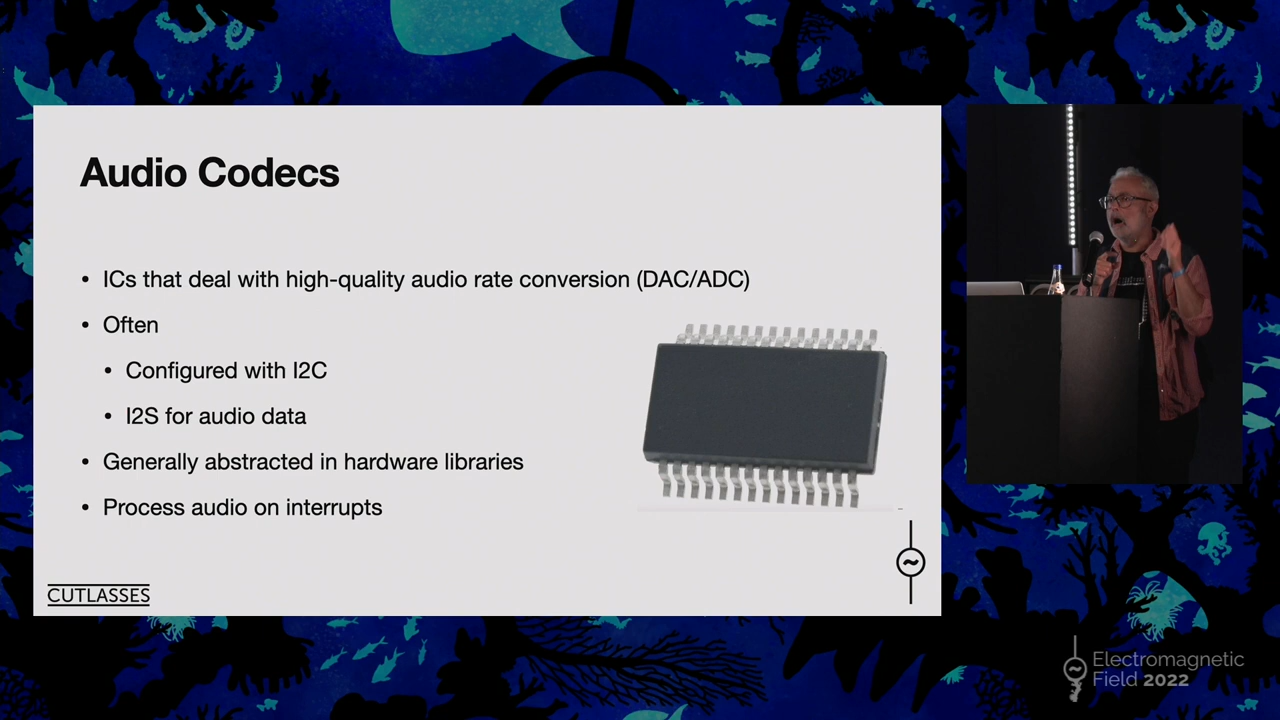 Audio Codecs
• ICs that deal with high-quality audio rate conversion (DAC/ADC)
• Often
• Configured with I2C
• I2S for audio data
• Generally abstracted in hardware libraries
• Process audio on interrupts
CUTLASSES
Electromagnetic
Field 2022